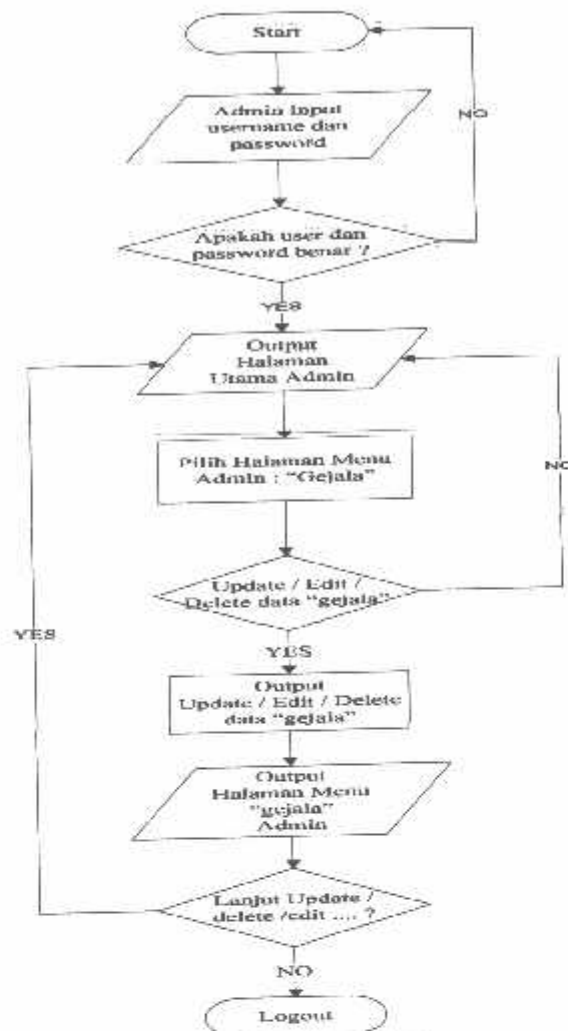 Start
Admin Input
username dan
password
NO
Apakah user dan
password benar ?
YES
Output
Halaman
Utama Admin
Pilih Halaman Menu
Admin : “Gejala”
NO
Update / Edit /
Delete data “gejala”
YES
YES
Output
Update / Edit / Delete
data “gejala”
Output
Halaman Menu
“gejala”
Admin
Lanjut Update /
delete /edit .... ?
NO
Logout